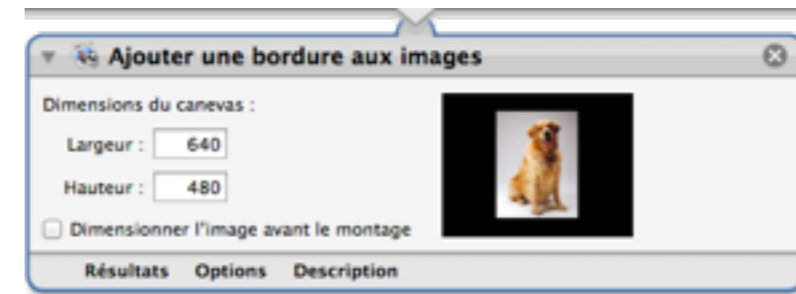 Ajouter une bordure aux images
Dimensions du canevas :
Largeur : 640
Hauteur : 480
Dimensionner l'image avant le montage
Résultats Options Description